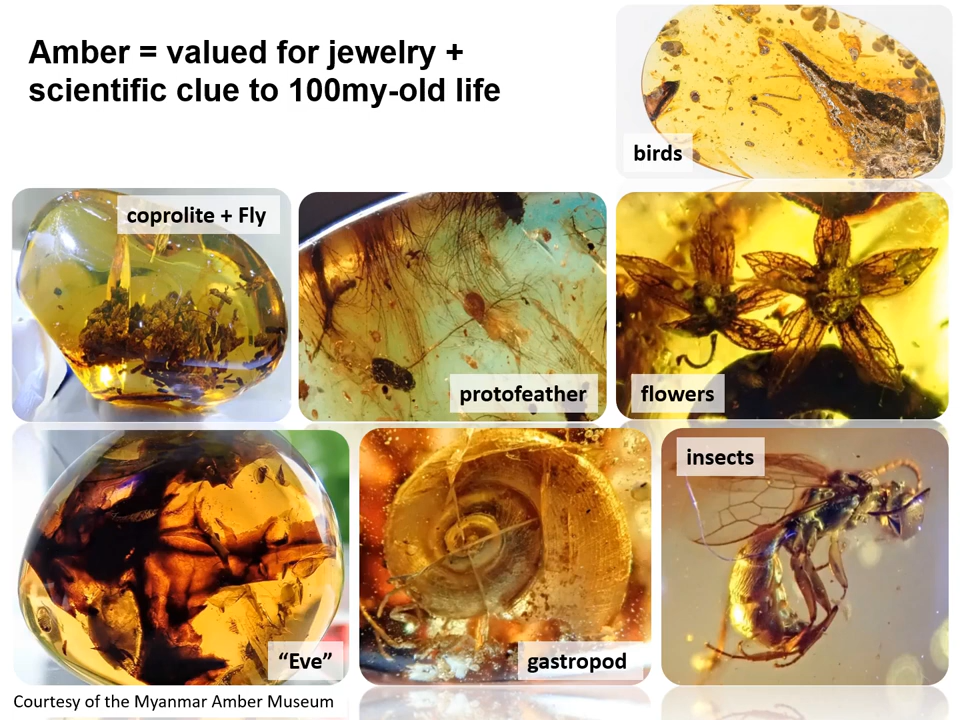 Amber = valued for jewelry +
scientific clue to 100my-old life
birds
coprolite + Fly
protofeather
flowers
“Eve”
gastropod
insects
Courtesy of the Myanmar Amber Museum